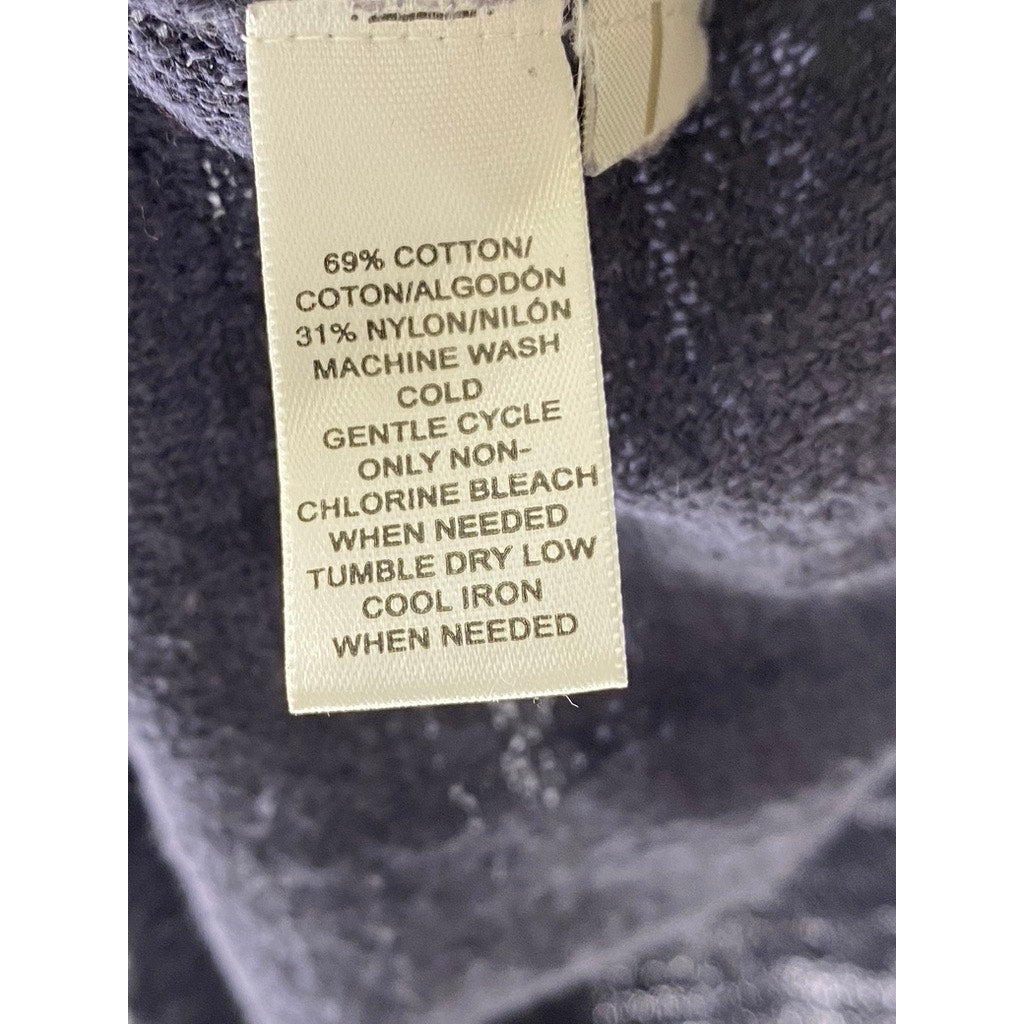 69% COTTON/
COTON/ALGODÓN
31% NYLON/NILÓN
MACHINE WASH
COLD
GENTLE CYCLE
ONLY NON-
CHLORINE BLEACH
WHEN NEEDED
TUMBLE DRY LOW
COOL IRON
WHEN NEEDED